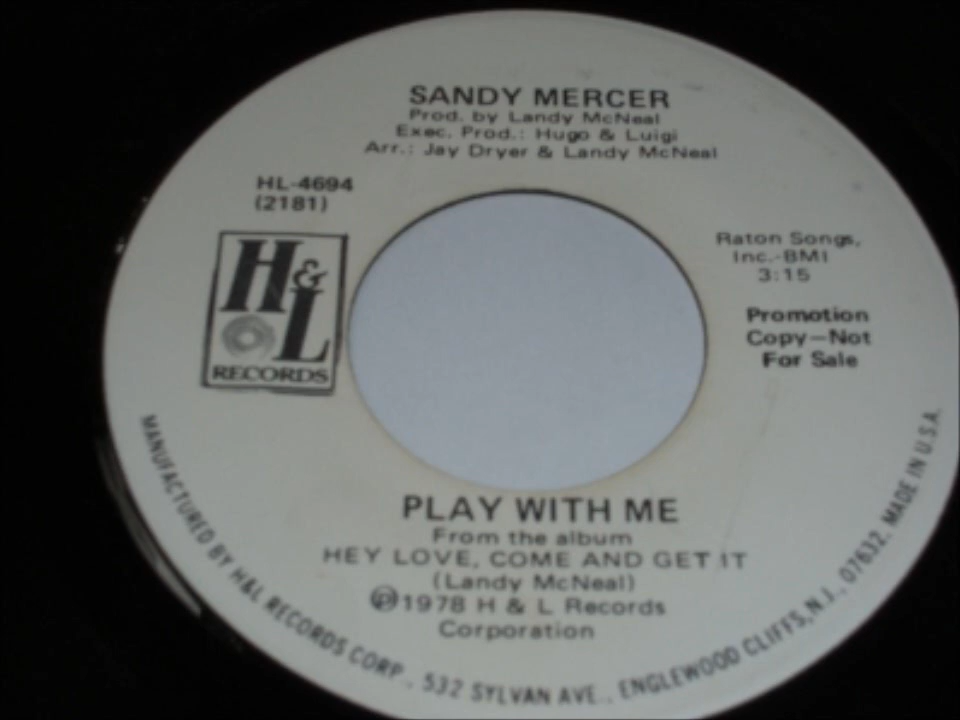 SANDY MERCER
Prod. by Landy McNeal
Exec. Prod.: Hugo & Luigi
Arr.: Jay Dryer & Landy McNeal
HL-4694
(2181)
H&L
RECORDS
Raton Songs,
Inc.-BMI
3:15
Promotion
Copy—Not
For Sale
PLAY WITH ME
From the album
HEY LOVE, COME AND GET IT
(Landy McNeal)
℗1978 H & L Records
Corporation
MANUFACTURED BY H&L RECORDS CORP., 532 SYLVAN AVE., ENGLEWOOD CLIFFS, N.J., 07632. MADE IN U.S.A.